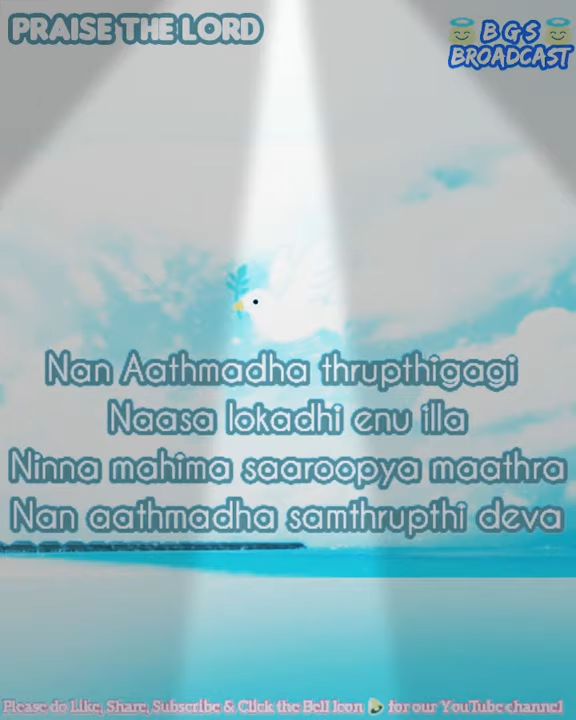 PRAISE THE LORD
B G S
BROADCAST
Nan Aathmadha thrupthigagi
Naasa lokadhi enu illa
Ninna mahima saaroopya maathra
Nan aathmadha samthrupthi deva
Please do Like, Share, Subscribe & Click the Bell Icon 🔔 for our YouTube channel